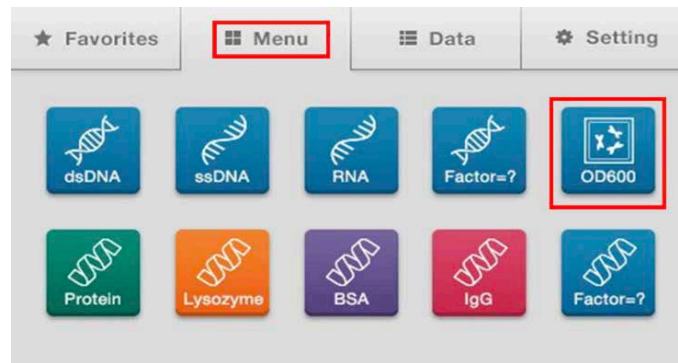 Favorites Menu Data Setting
dsDNA ssDNA RNA Factor=? OD600
Protein Lysozyme BSA IgG Factor=?